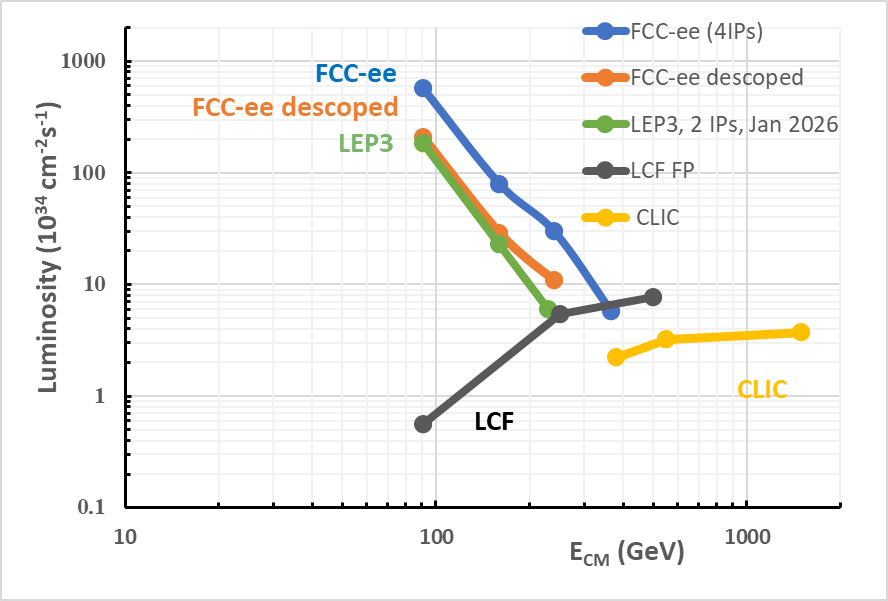 FCC-ee (4IPs)
FCC-ee descoped
LEP3, 2 IPs, Jan 2026
LCF FP
CLIC
FCC-ee
FCC-ee descoped
LEP3
CLIC
LCF
Luminosity (10³⁴ cm⁻²s⁻¹)
1000
100
10
1
0.1
10
100
1000
E_CM (GeV)